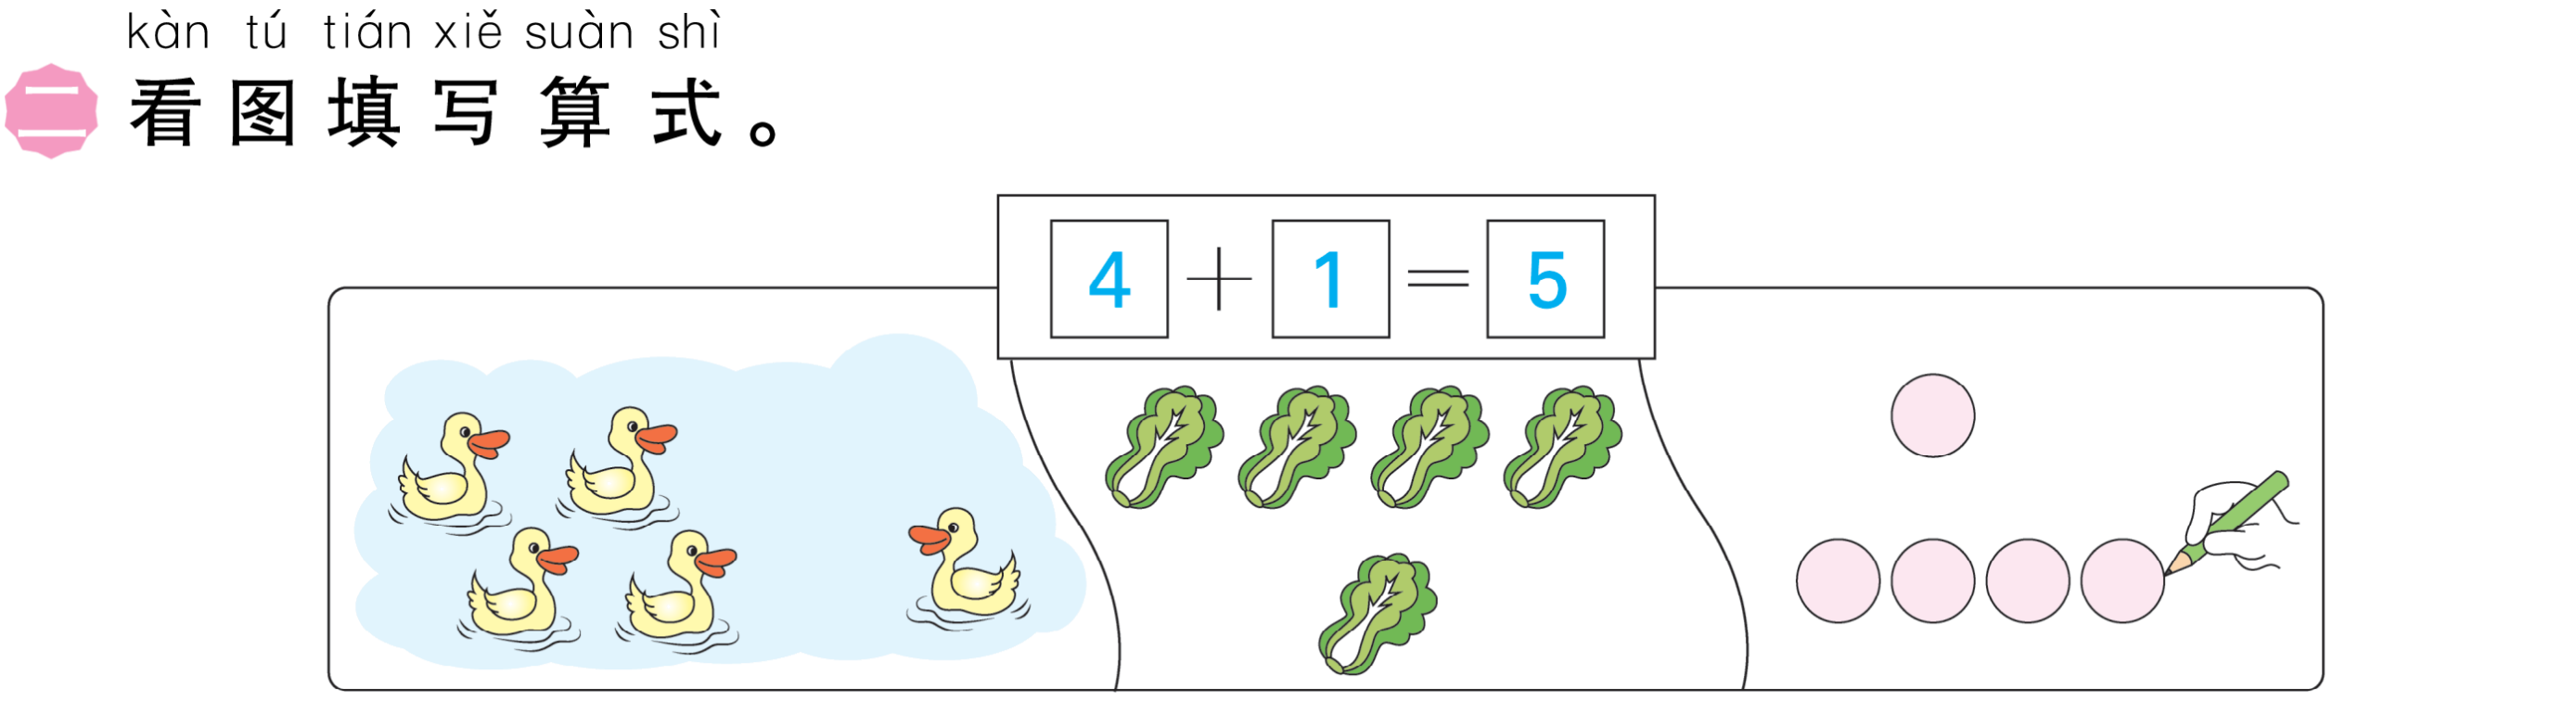 kàn tú tián xiě suàn shì
二 看图填写算式。
4 + 1 = 5